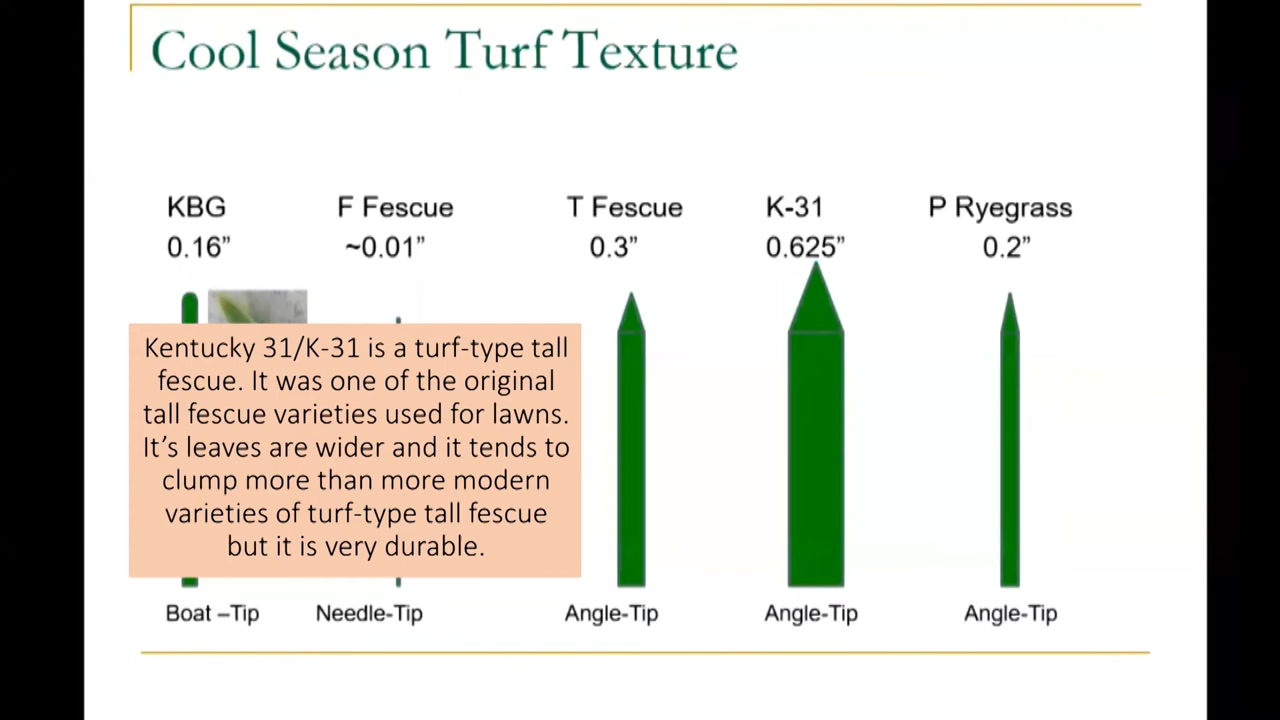 Cool Season Turf Texture
KBG F Fescue T Fescue K-31 P Ryegrass
0.16” ~0.01” 0.3” 0.625” 0.2”
Kentucky 31/K-31 is a turf-type tall
fescue. It was one of the original
tall fescue varieties used for lawns.
It’s leaves are wider and it tends to
clump more than more modern
varieties of turf-type tall fescue
but it is very durable.
Boat –Tip Needle-Tip Angle-Tip Angle-Tip Angle-Tip